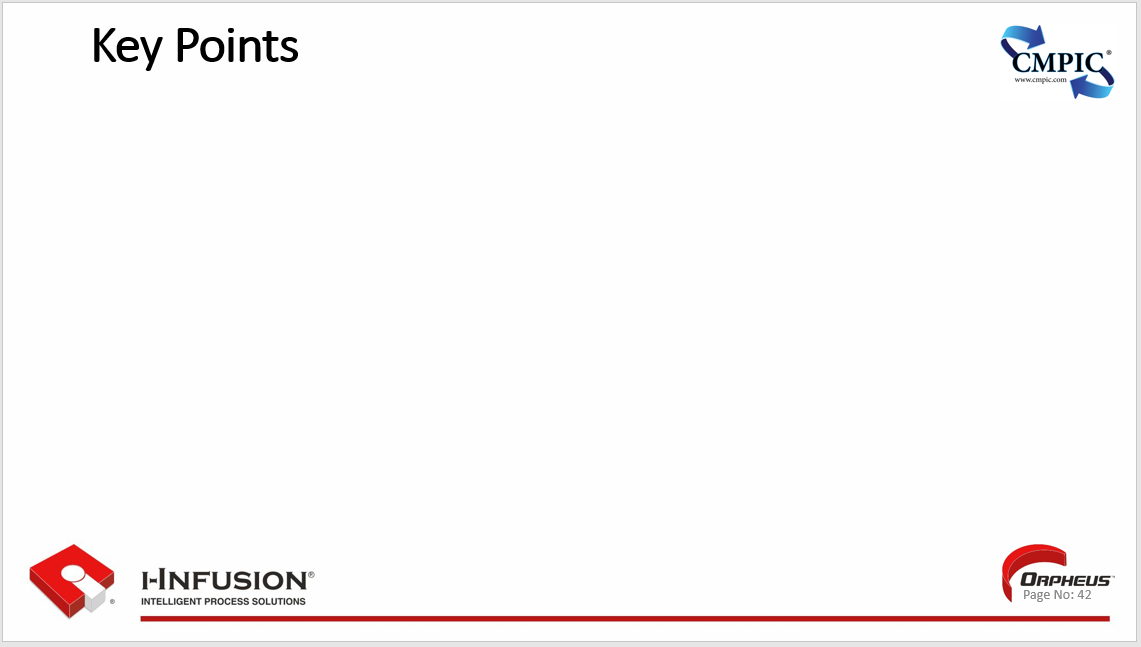 Key Points
CMPIC®
www.cmpic.com
I-INFUSION®
INTELLIGENT PROCESS SOLUTIONS
®
ORPHEUS™
Page No: 42